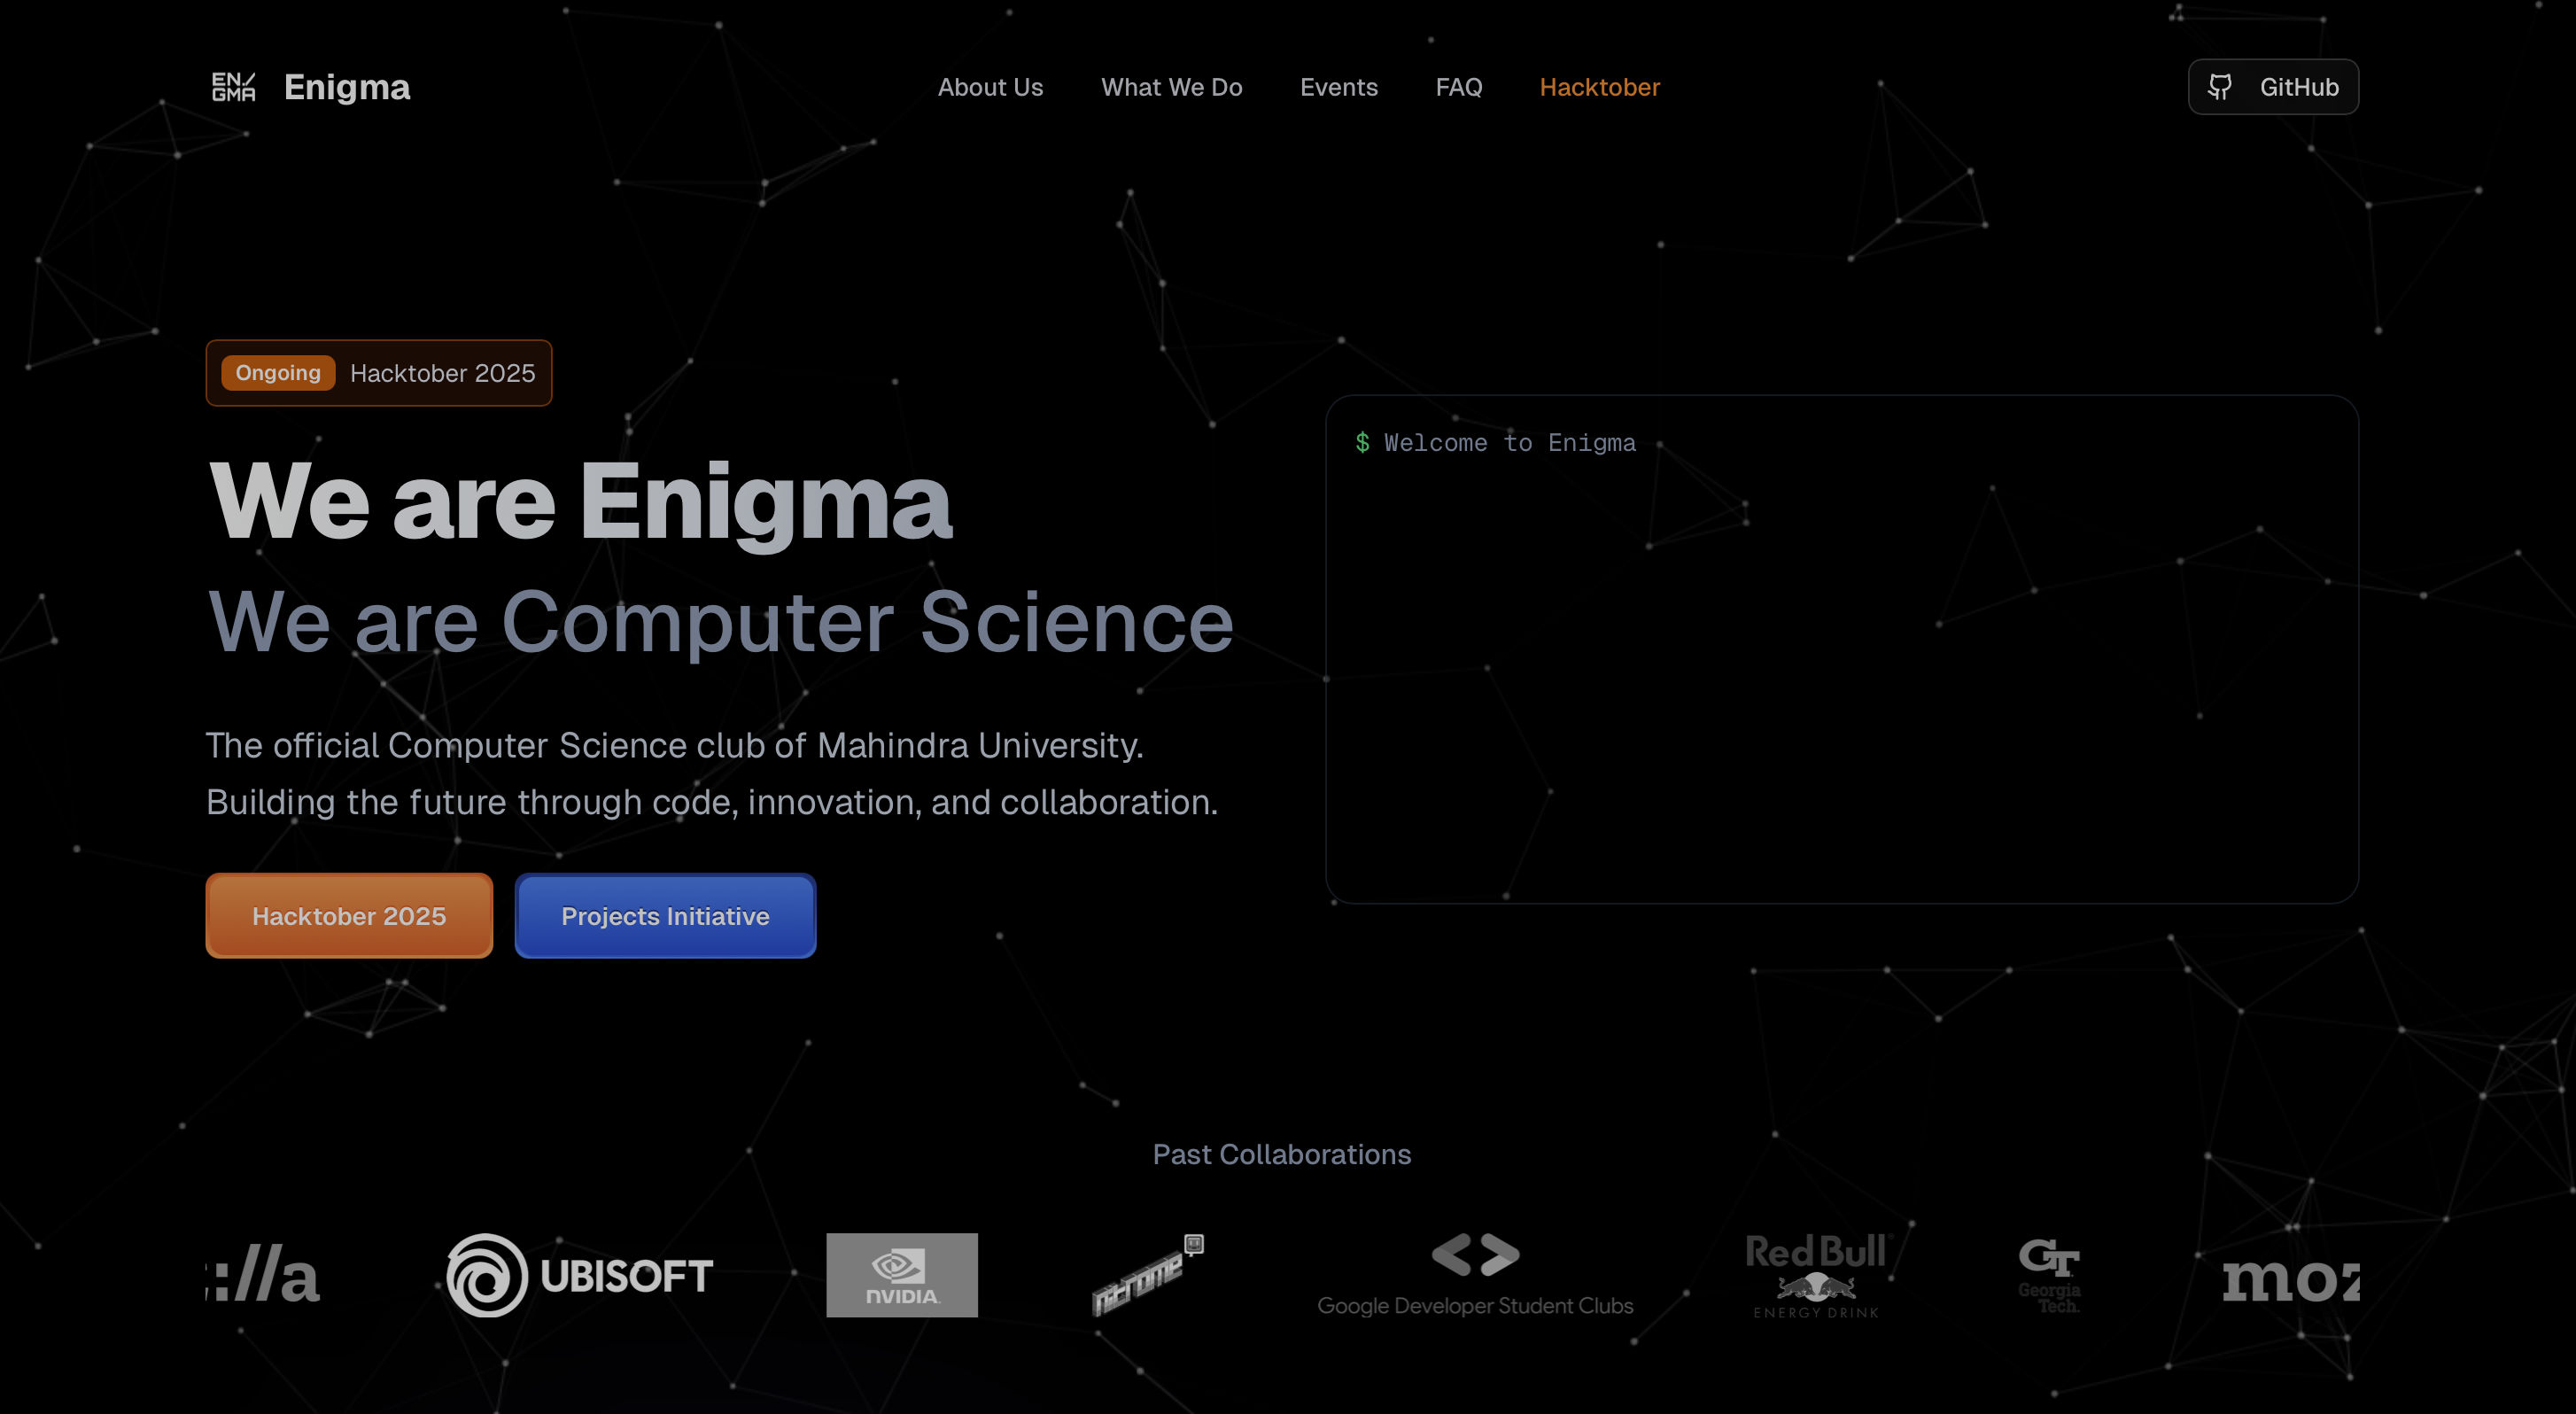 EN/
GMA
Enigma
About Us
What We Do
Events
FAQ
Hacktober
GitHub
Ongoing
Hacktober 2025
We are Enigma
We are Computer Science
$ Welcome to Enigma
The official Computer Science club of Mahindra University.
Building the future through code, innovation, and collaboration.
Hacktober 2025
Projects Initiative
Past Collaborations
://a
UBISOFT
NVIDIA.
nitrome
Google Developer Student Clubs
Red Bull
ENERGY DRINK
GT
Georgia
Tech.
moz